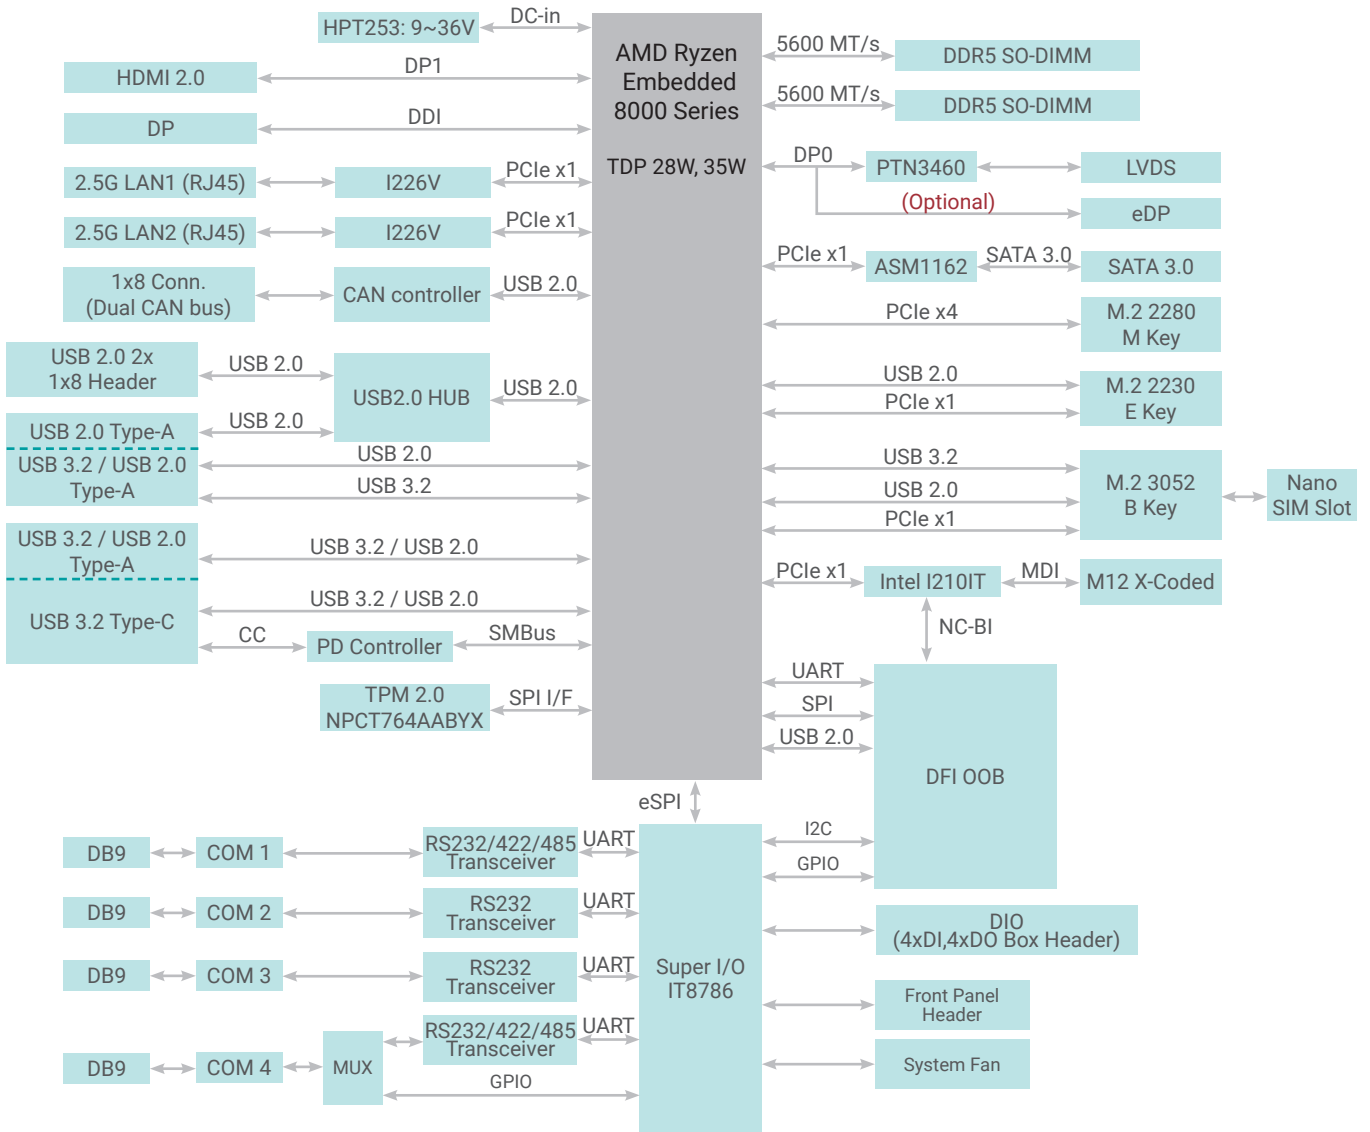 HPT253: 9~36V
DC-in
AMD Ryzen
Embedded
8000 Series
TDP 28W, 35W
5600 MT/s
DDR5 SO-DIMM
HDMI 2.0
DP1
5600 MT/s
DDR5 SO-DIMM
DP
DDI
DP0
PTN3460
LVDS
(Optional)
eDP
2.5G LAN1 (RJ45)
I226V
PCIe x1
2.5G LAN2 (RJ45)
I226V
PCIe x1
PCIe x1
ASM1162
SATA 3.0
SATA 3.0
1x8 Conn.
(Dual CAN bus)
CAN controller
USB 2.0
PCIe x4
M.2 2280
M Key
USB 2.0 2x
1x8 Header
USB 2.0
USB2.0 HUB
USB 2.0
USB 2.0
PCIe x1
M.2 2230
E Key
USB 2.0 Type-A
USB 2.0
USB 3.2 / USB 2.0
Type-A
USB 2.0
USB 3.2
USB 3.2
USB 2.0
PCIe x1
M.2 3052
B Key
Nano
SIM Slot
USB 3.2 / USB 2.0
Type-A
USB 3.2 / USB 2.0
PCIe x1
Intel I210IT
MDI
M12 X-Coded
USB 3.2 Type-C
USB 3.2 / USB 2.0
CC
PD Controller
SMBus
NC-BI
TPM 2.0
NPCT764AABYX
SPI I/F
UART
SPI
USB 2.0
DFI OOB
eSPI
I2C
GPIO
DB9
COM 1
RS232/422/485
Transceiver
UART
DB9
COM 2
RS232
Transceiver
UART
DIO
(4xDI,4xDO Box Header)
DB9
COM 3
RS232
Transceiver
UART
Super I/O
IT8786
Front Panel
Header
DB9
COM 4
MUX
RS232/422/485
Transceiver
UART
GPIO
System Fan